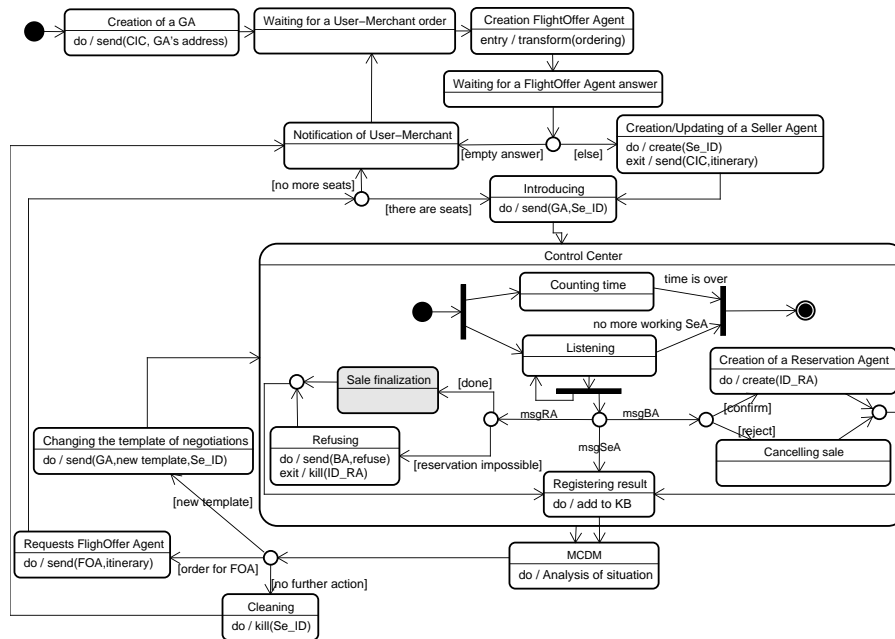 Creation of a GA
do / send(CIC, GA's address)
Waiting for a User–Merchant order
Creation FlightOffer Agent
entry / transform(ordering)
Waiting for a FlightOffer Agent answer
Notification of User–Merchant
[empty answer]
[else]
Creation/Updating of a Seller Agent
do / create(Se_ID)
exit / send(CIC,itinerary)
[no more seats]
[there are seats]
Introducing
do / send(GA,Se_ID)
Control Center
Counting time
time is over
no more working SeA
Listening
Creation of a Reservation Agent
do / create(ID_RA)
Sale finalization
[done]
msgRA
msgBA
[confirm]
[reject]
Refusing
do / send(BA,refuse)
exit / kill(ID_RA)
[reservation impossible]
msgSeA
Cancelling sale
Changing the template of negotiations
do / send(GA,new template,Se_ID)
Registering result
do / add to KB
[new template]
Requests FlighOffer Agent
do / send(FOA,itinerary)
[order for FOA]
MCDM
do / Analysis of situation
[no further action]
Cleaning
do / kill(Se_ID)